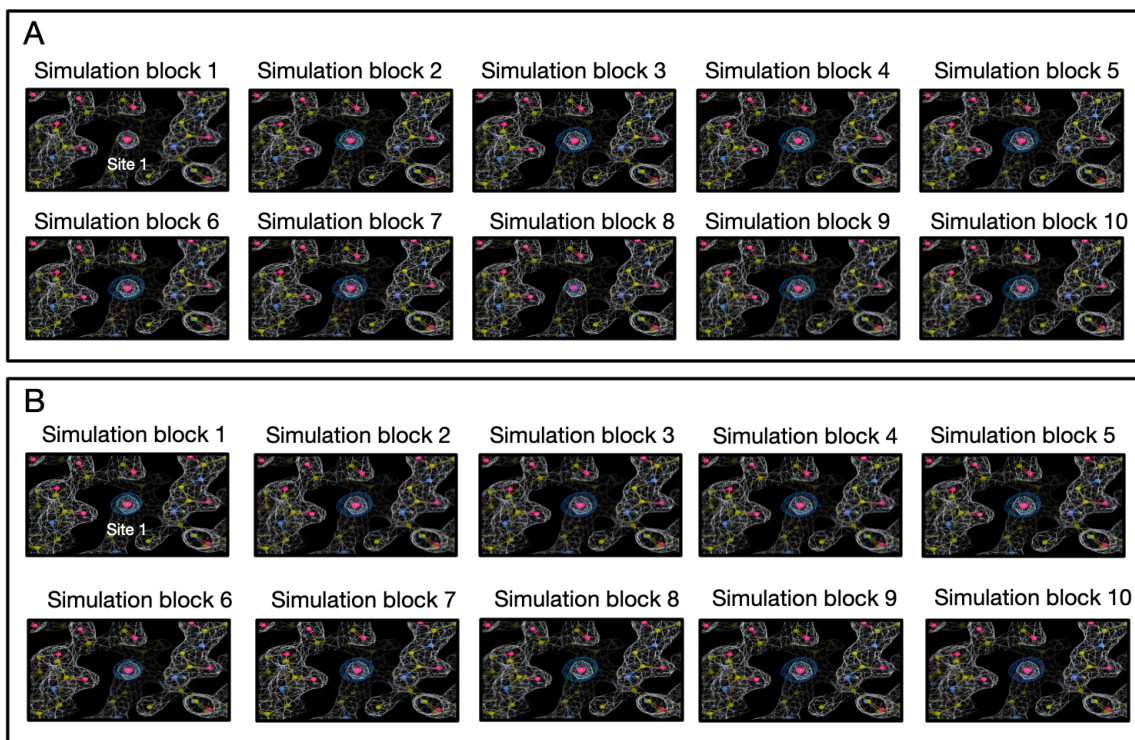 A
Simulation block 1
Simulation block 2
Simulation block 3
Simulation block 4
Simulation block 5
Site 1
Simulation block 6
Simulation block 7
Simulation block 8
Simulation block 9
Simulation block 10
B
Simulation block 1
Simulation block 2
Simulation block 3
Simulation block 4
Simulation block 5
Site 1
Simulation block 6
Simulation block 7
Simulation block 8
Simulation block 9
Simulation block 10